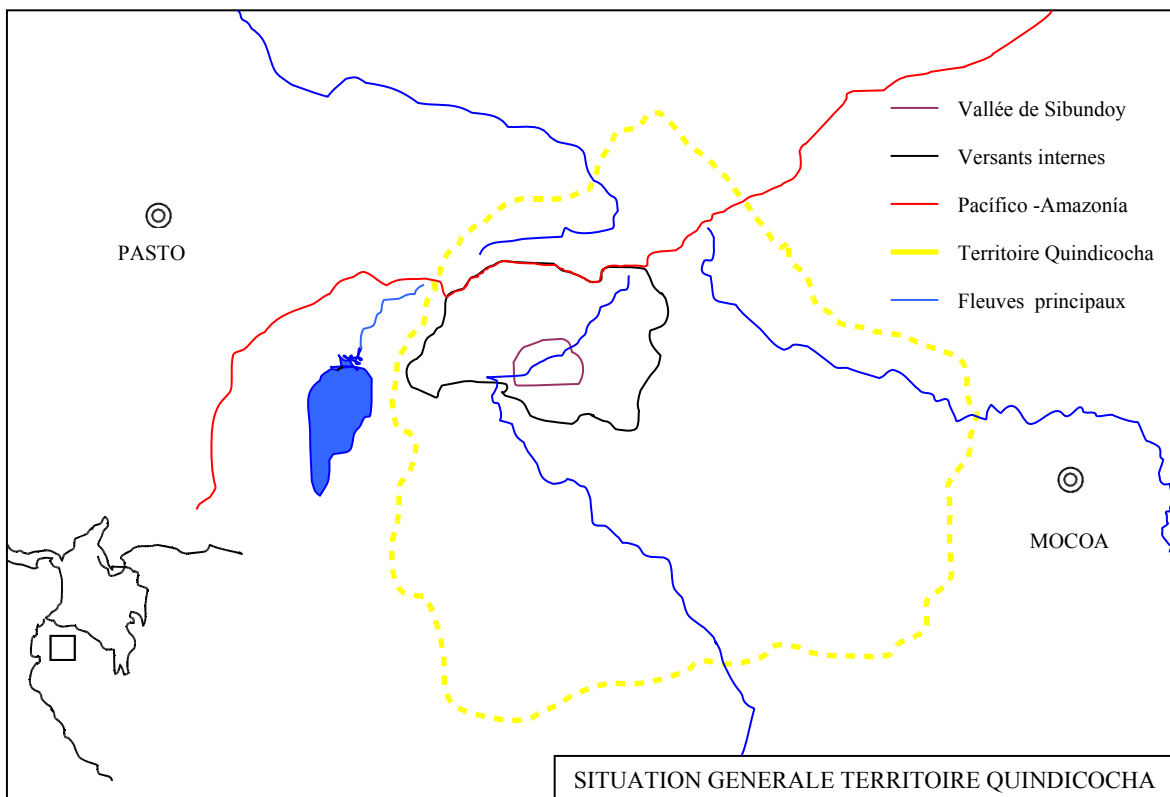 Vallée de Sibundoy
Versants internes
Pacífico -Amazonía
Territoire Quindicocha
Fleuves principaux
PASTO
MOCOA
SITUATION GENERALE TERRITOIRE QUINDICOCHA